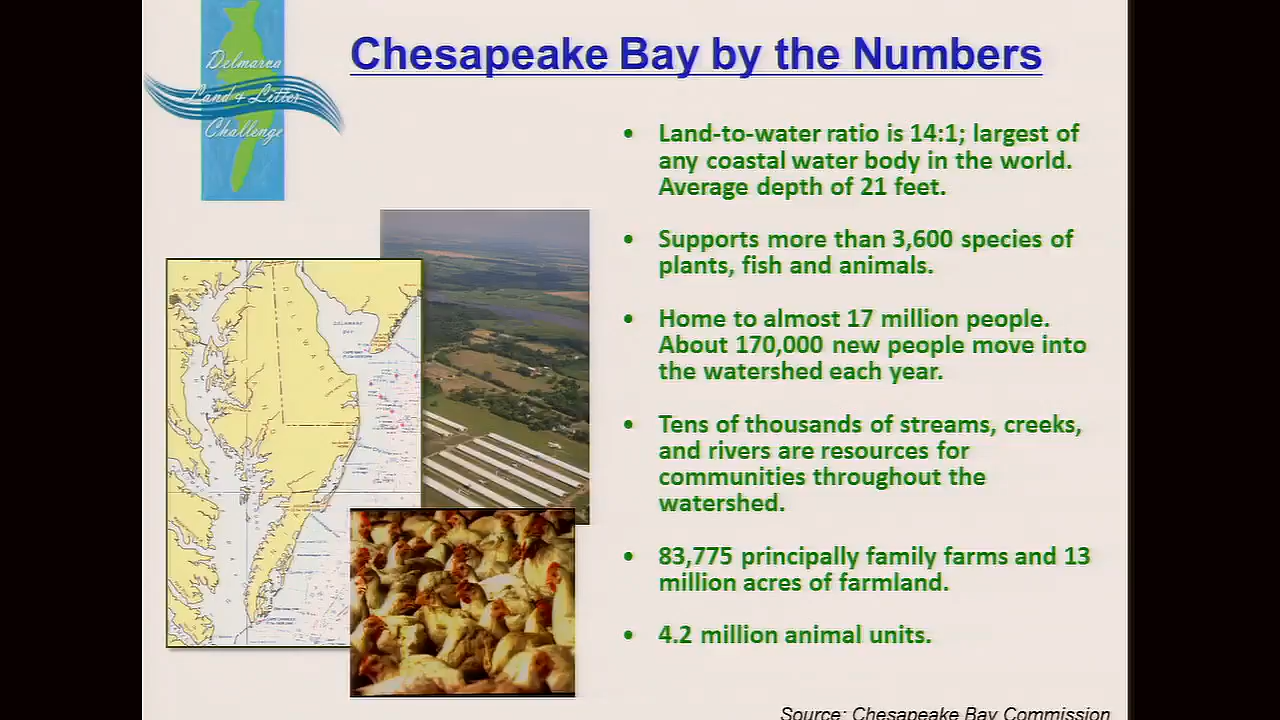 Delmarva
Land & Litter
Challenge
Chesapeake Bay by the Numbers
• Land-to-water ratio is 14:1; largest of
any coastal water body in the world.
Average depth of 21 feet.
• Supports more than 3,600 species of
plants, fish and animals.
• Home to almost 17 million people.
About 170,000 new people move into
the watershed each year.
• Tens of thousands of streams, creeks,
and rivers are resources for
communities throughout the
watershed.
• 83,775 principally family farms and 13
million acres of farmland.
• 4.2 million animal units.
BALTIMORE
DELAWARE
BAY
Source: Chesapeake Bay Commission